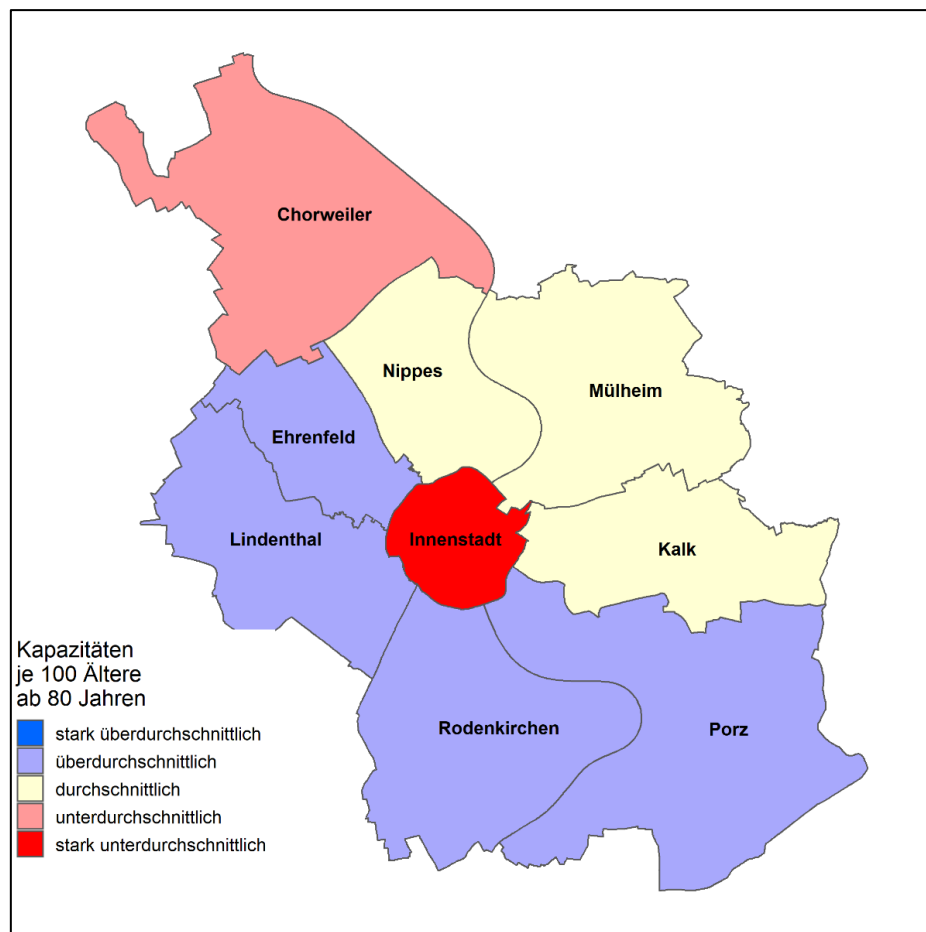 Chorweiler
Nippes
Mülheim
Ehrenfeld
Lindenthal
Innenstadt
Kalk
Rodenkirchen
Porz
Kapazitäten
je 100 Ältere
ab 80 Jahren
stark überdurchschnittlich
überdurchschnittlich
durchschnittlich
unterdurchschnittlich
stark unterdurchschnittlich